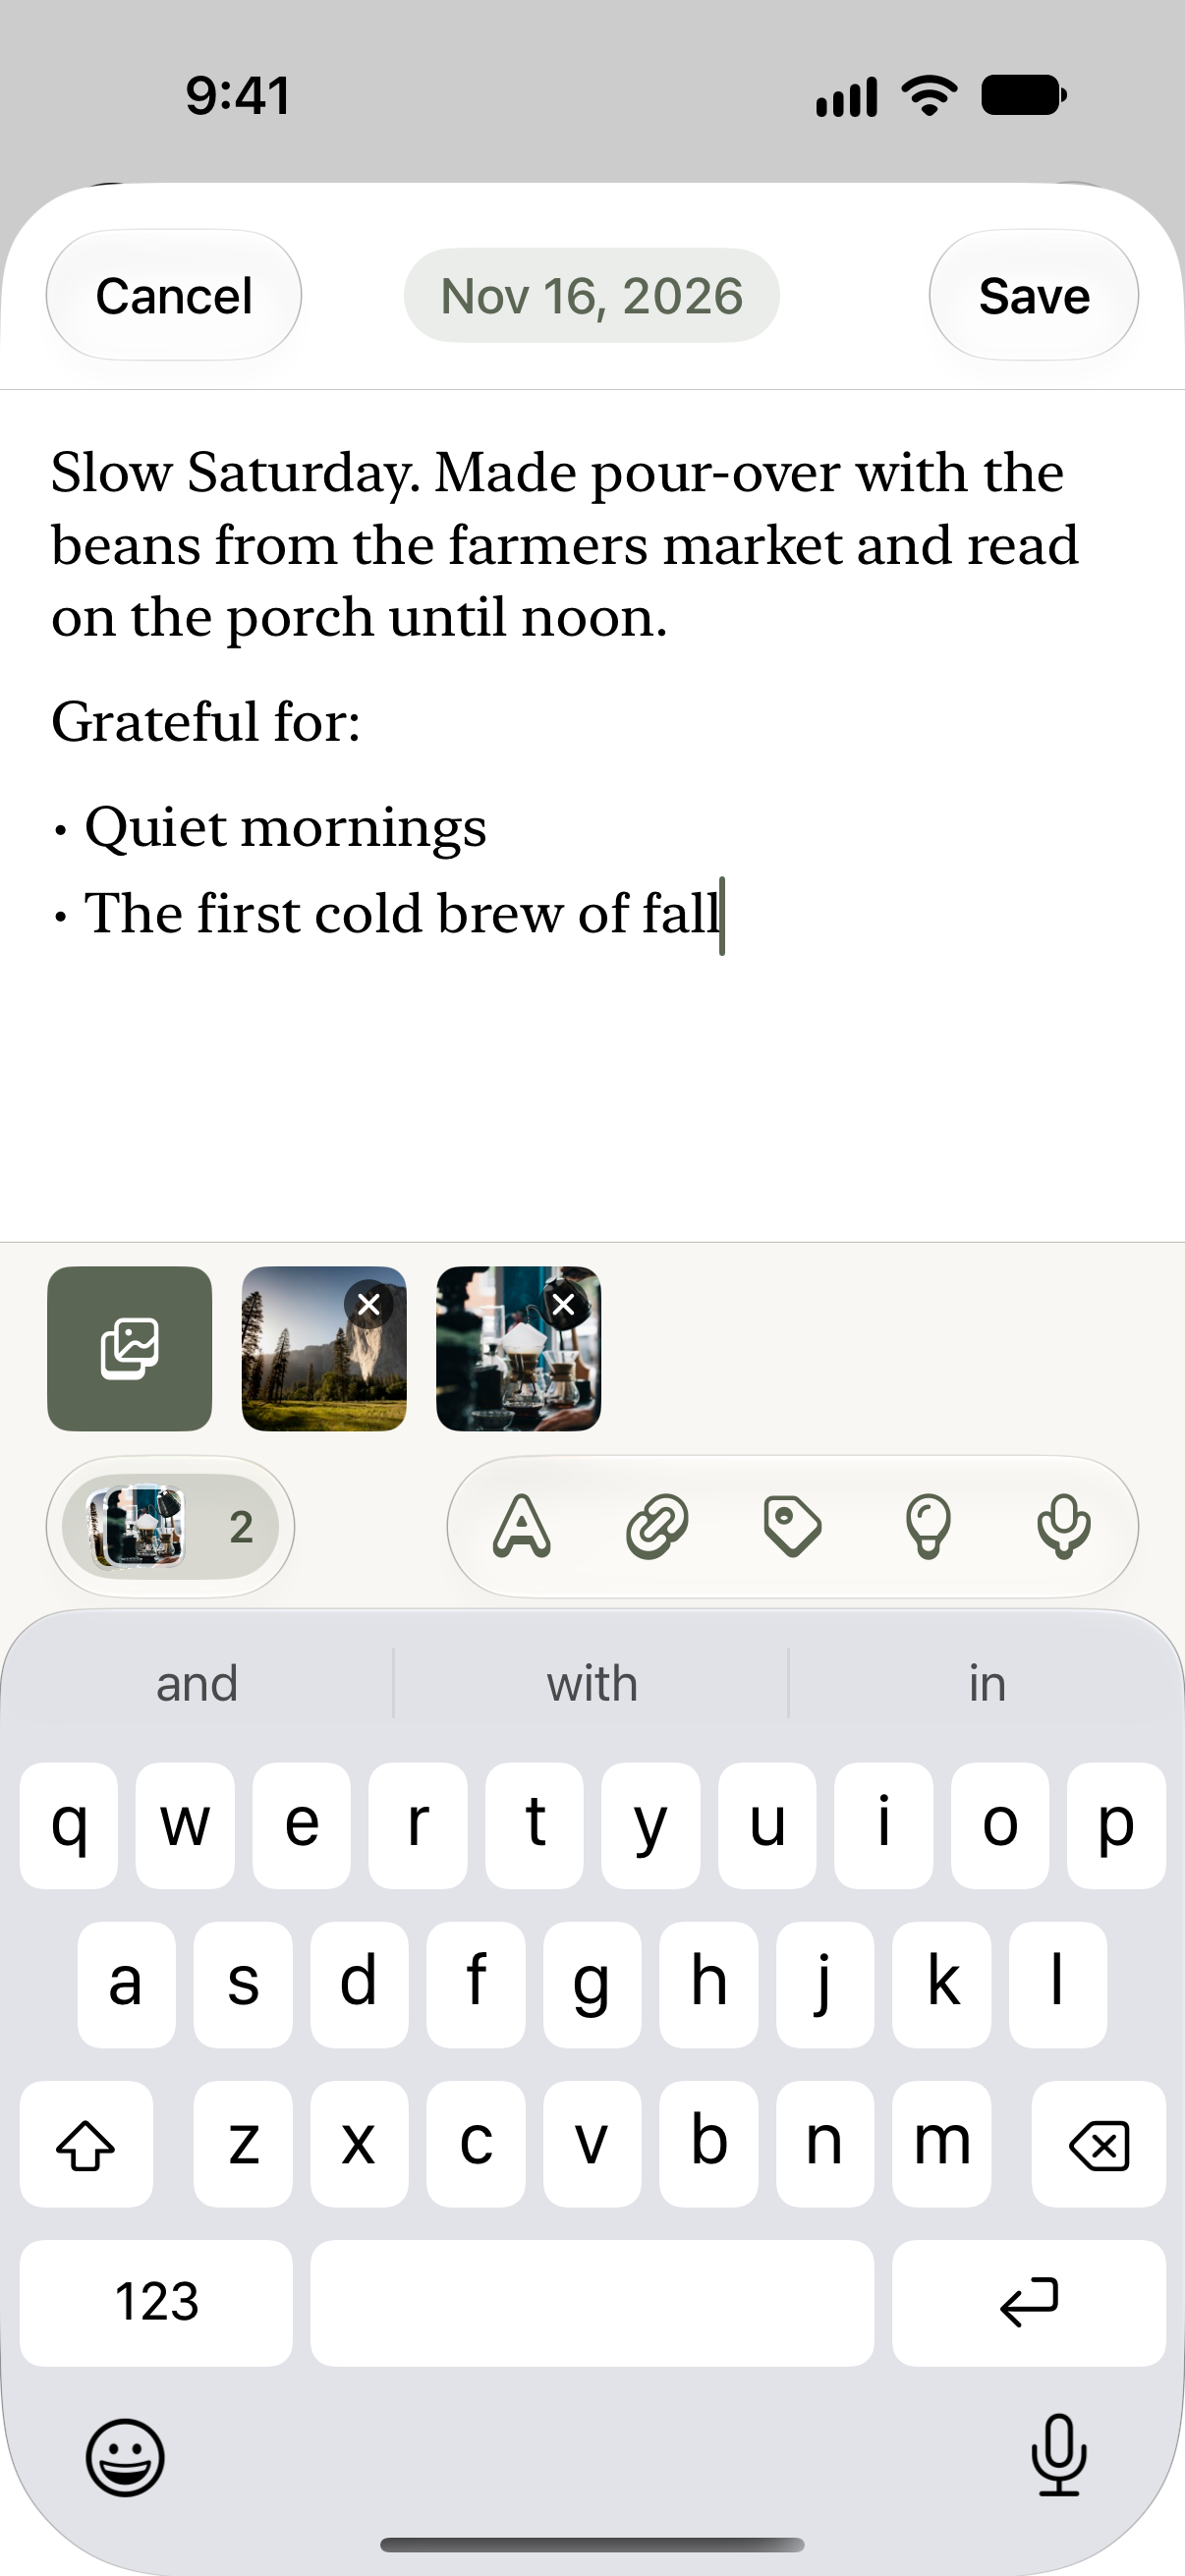 9:41
Cancel
Nov 16, 2026
Save
Slow Saturday. Made pour-over with the
beans from the farmers market and read
on the porch until noon.
Grateful for:
• Quiet mornings
• The first cold brew of fall
2
and with in
q w e r t y u i o p
a s d f g h j k l
z x c v b n m
123